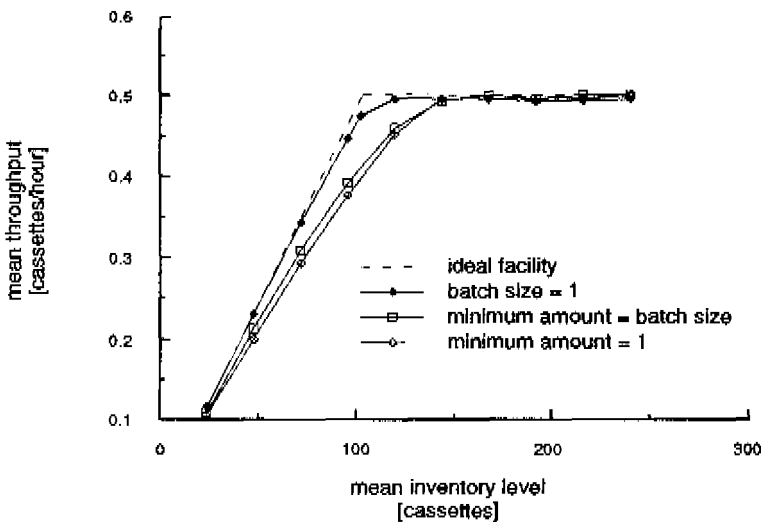 0.6
0.5
0.4
0.3
0.2
0.1
mean throughput
[cassettes/hour]
ideal facility
batch size = 1
minimum amount = batch size
minimum amount = 1
0
100
200
300
mean inventory level
[cassettes]